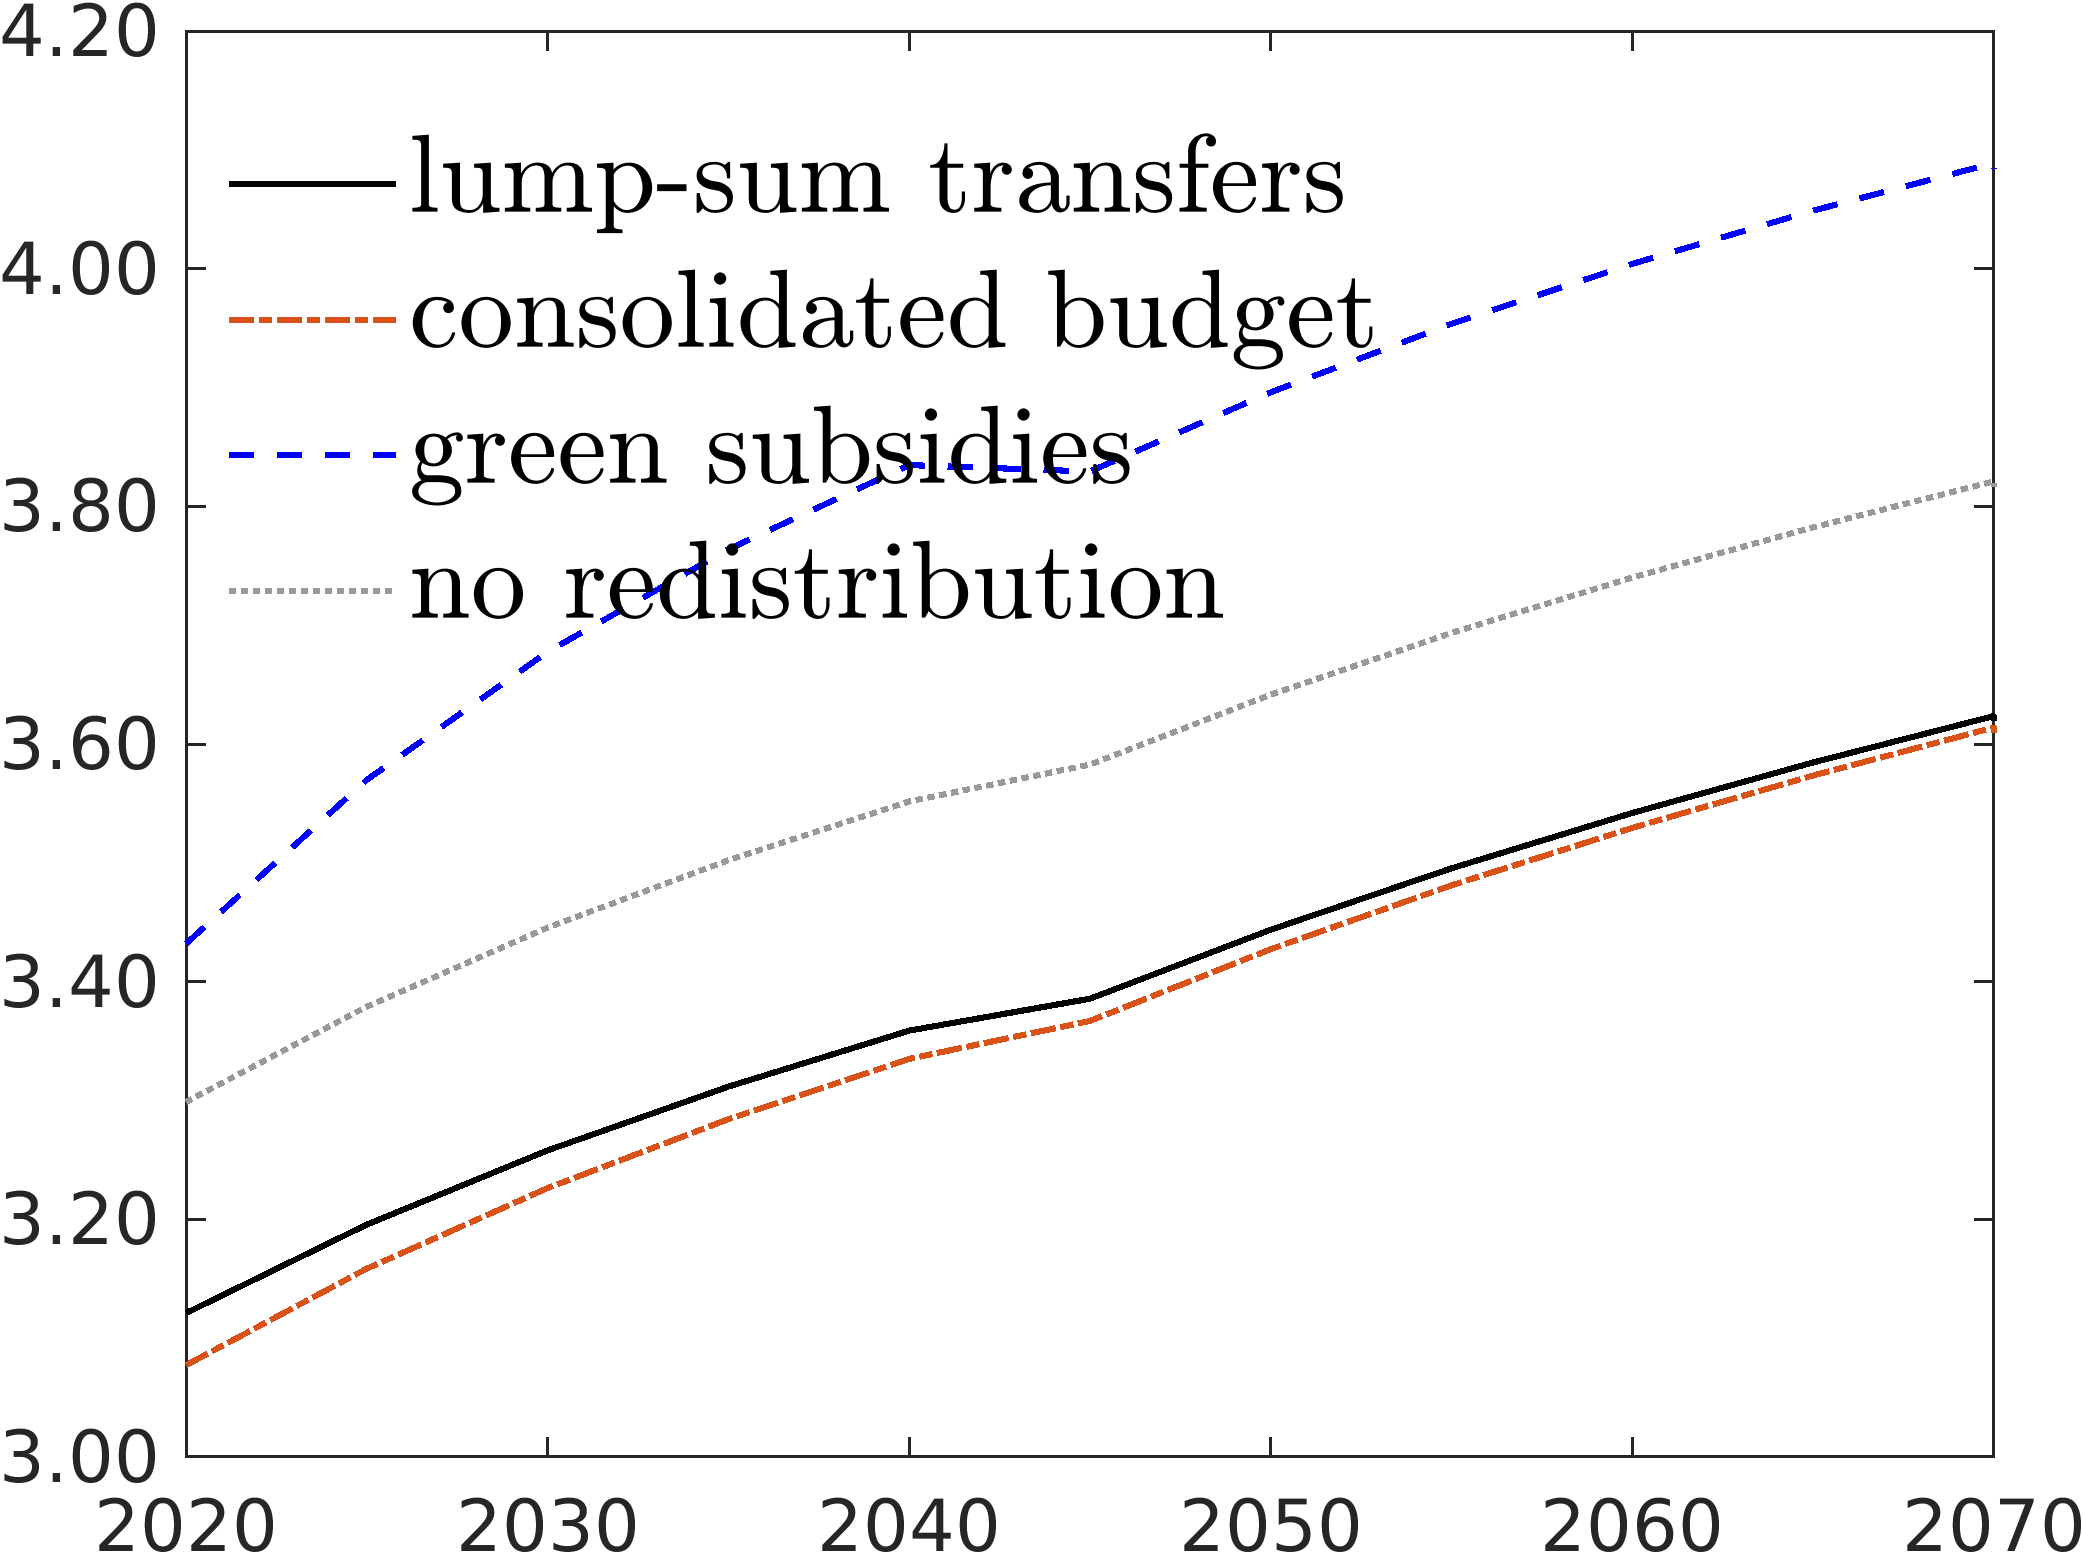 4.20
lump-sum transfers
4.00
consolidated budget
green subsidies
3.80
no redistribution
3.60
3.40
3.20
3.00
2020 2030 2040 2050 2060 2070